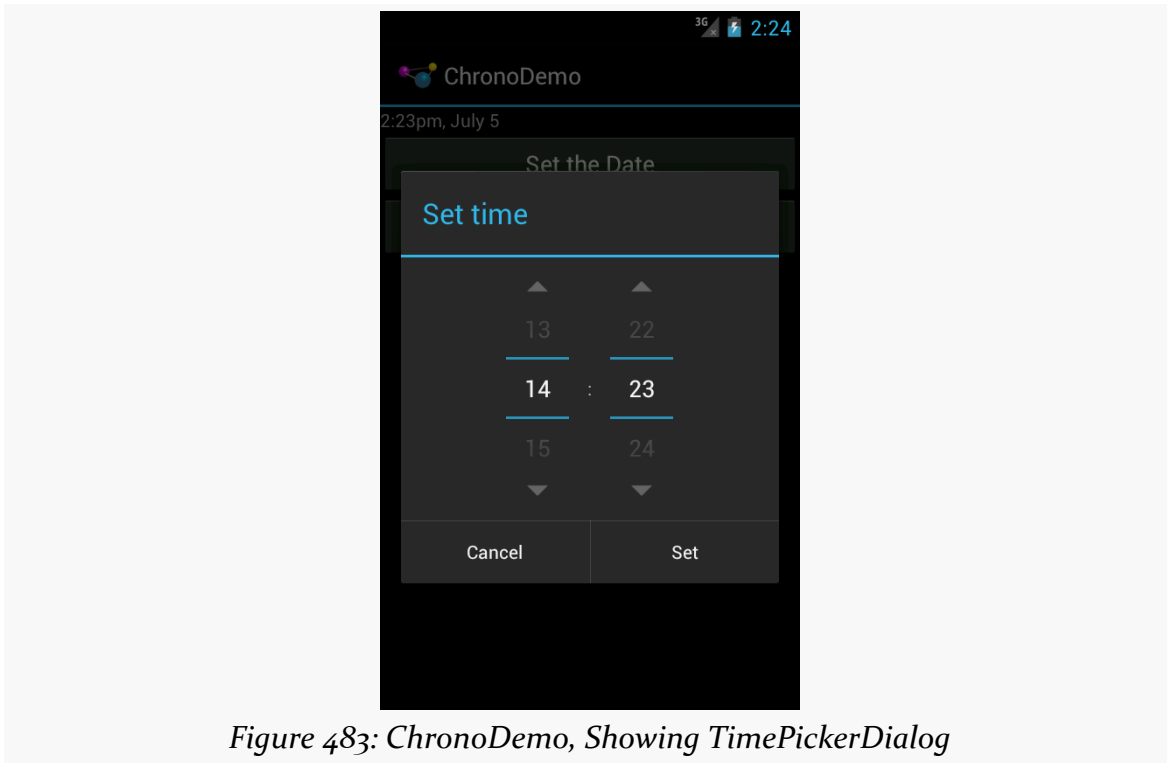 3G 2:24
ChronoDemo
2:23pm, July 5
Set the Date
Set time
13 22
14 : 23
15 24
Cancel Set
Figure 483: ChronoDemo, Showing TimePickerDialog